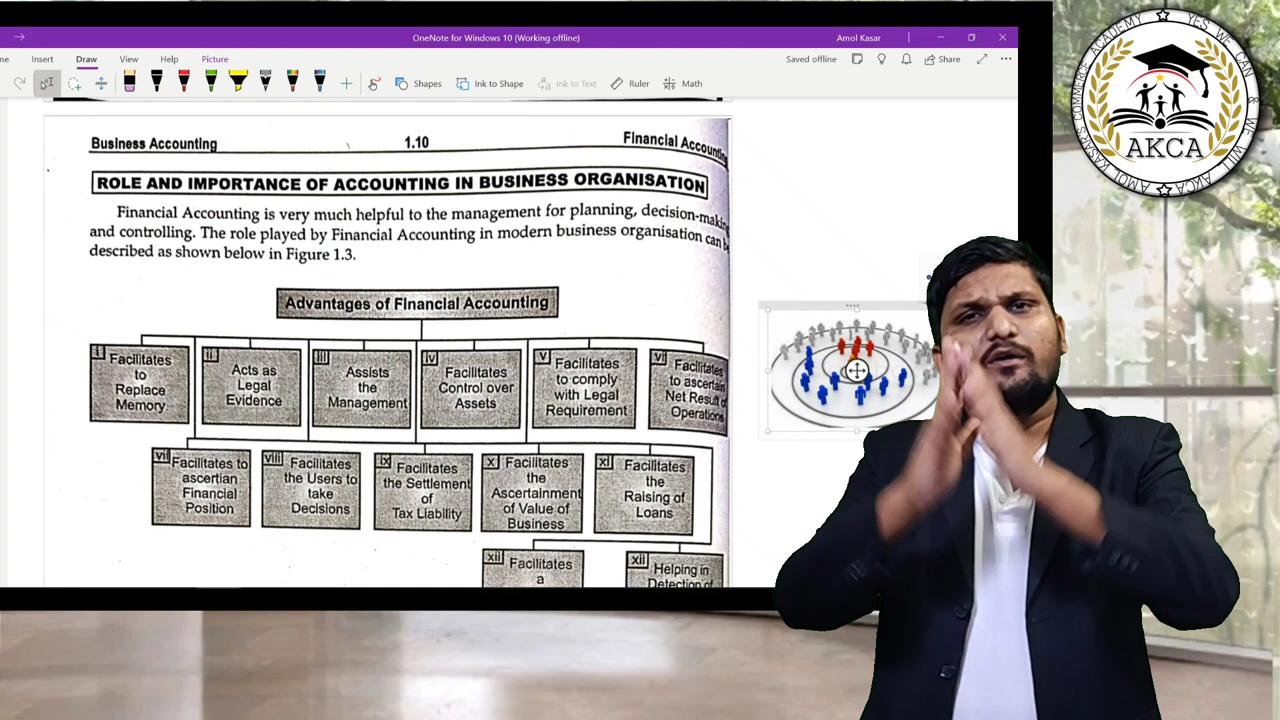 OneNote for Windows 10 (Working offline)
Amol Kasar
Insert
Draw
View
Help
Picture
Saved offline
Share
Shapes
Ink to Shape
Ink to Text
Ruler
Math
Business Accounting
1.10
Financial Accounting
ROLE AND IMPORTANCE OF ACCOUNTING IN BUSINESS ORGANISATION
Financial Accounting is very much helpful to the management for planning, decision-making
and controlling. The role played by Financial Accounting in modern business organisation can be
described as shown below in Figure 1.3.
Advantages of Financial Accounting
i
Facilitates
to
Replace
Memory
ii
Acts as
Legal
Evidence
iii
Assists
the
Management
iv
Facilitates
Control over
Assets
v
Facilitates
to comply
with Legal
Requirement
vi
Facilitates
to ascertain
Net Result of
Operations
vii
Facilitates to
ascertian
Financial
Position
viii
Facilitates
the Users to
take
Decisions
ix
Facilitates
the Settlement
of
Tax Liability
x
Facilitates
the
Ascertainment
of Value of
Business
xi
Facilitates
the
Raising of
Loans
xii
Facilitates
a
xii
Helping in
Detection of
AMOL KASAR'S COMMERCE ACADEMY
YES WE CAN & WE WILL
AKCA